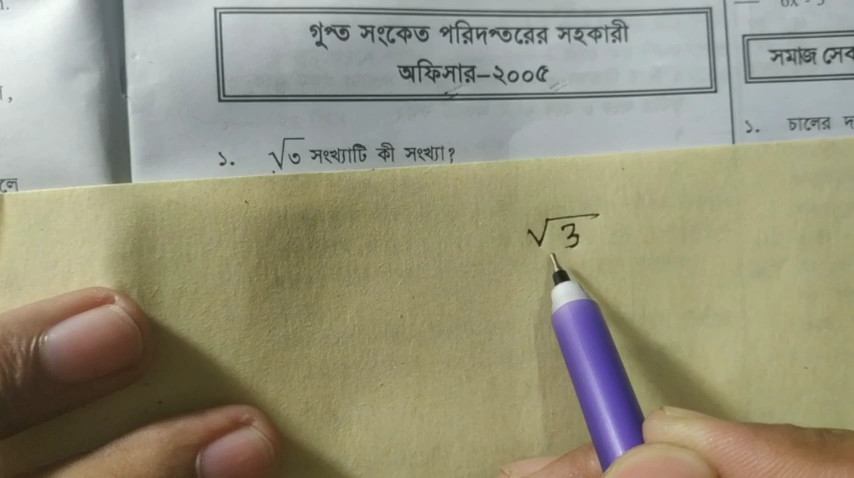 গুপ্ত সংকেত পরিদপ্তরের সহকারী
অফিসার–২০০৫
১. √৩ সংখ্যাটি কী সংখ্যা?
√3
সমাজ সেব
১. চালের